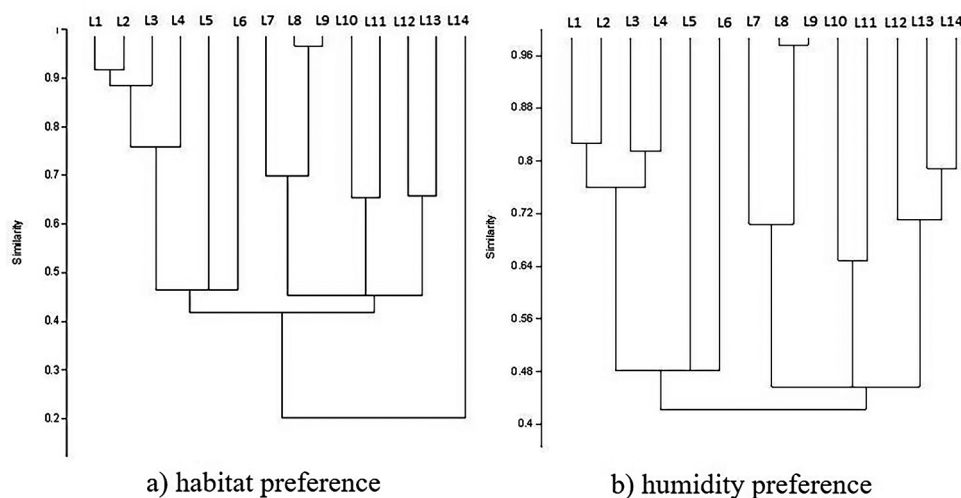 L1 L2 L3 L4 L5 L6 L7 L8 L9 L10 L11 L12 L13 L14
1
0.9
0.8
0.7
0.6
0.5
0.4
0.3
0.2
Similarity
a) habitat preference
L1 L2 L3 L4 L5 L6 L7 L8 L9 L10 L11 L12 L13 L14
0.96
0.88
0.8
0.72
0.64
0.56
0.48
0.4
Similarity
b) humidity preference